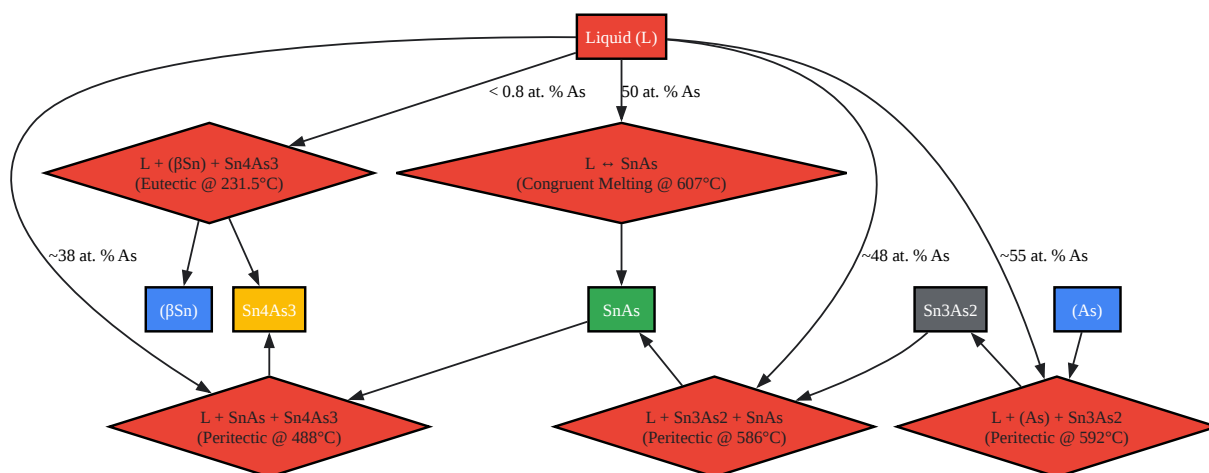 Liquid (L)
< 0.8 at. % As
50 at. % As
L + (βSn) + Sn4As3
(Eutectic @ 231.5°C)
L ↔ SnAs
(Congruent Melting @ 607°C)
~38 at. % As
~48 at. % As
~55 at. % As
(βSn)
Sn4As3
SnAs
Sn3As2
(As)
L + SnAs + Sn4As3
(Peritectic @ 488°C)
L + Sn3As2 + SnAs
(Peritectic @ 586°C)
L + (As) + Sn3As2
(Peritectic @ 592°C)